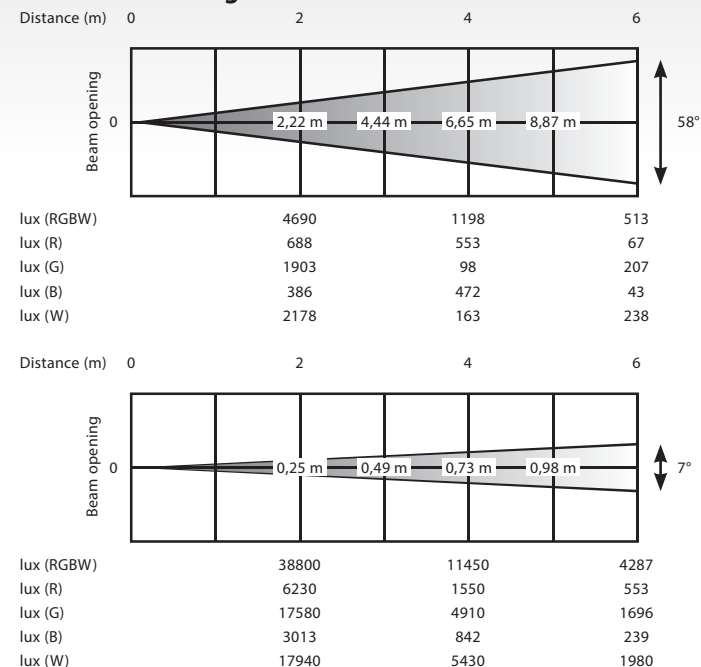 Distance (m) 0 2 4 6
Beam opening
0 2,22 m 4,44 m 6,65 m 8,87 m 58°
lux (RGBW) 4690 1198 513
lux (R) 688 553 67
lux (G) 1903 98 207
lux (B) 386 472 43
lux (W) 2178 163 238
Distance (m) 0 2 4 6
Beam opening
0 0,25 m 0,49 m 0,73 m 0,98 m 7°
lux (RGBW) 38800 11450 4287
lux (R) 6230 1550 553
lux (G) 17580 4910 1696
lux (B) 3013 842 239
lux (W) 17940 5430 1980